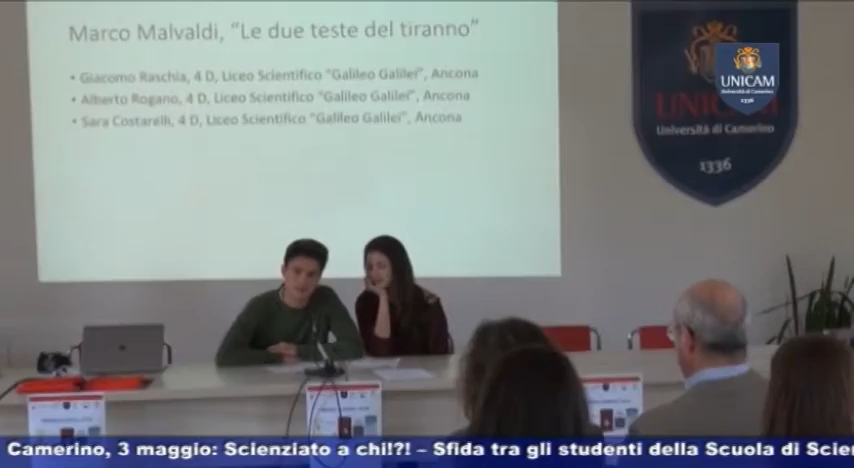 Marco Malvaldi, "Le due teste del tiranno"
• Giacomo Raschia, 4 D, Liceo Scientifico "Galileo Galilei", Ancona
• Alberto Rogano, 4 D, Liceo Scientifico "Galileo Galilei", Ancona
• Sara Costarelli, 4 D, Liceo Scientifico "Galileo Galilei", Ancona
UNICAM
Università di Camerino
1336
UNICAM
Università di Camerino
1336
Camerino, 3 maggio: Scienziato a chi!?! – Sfida tra gli studenti della Scuola di Scien